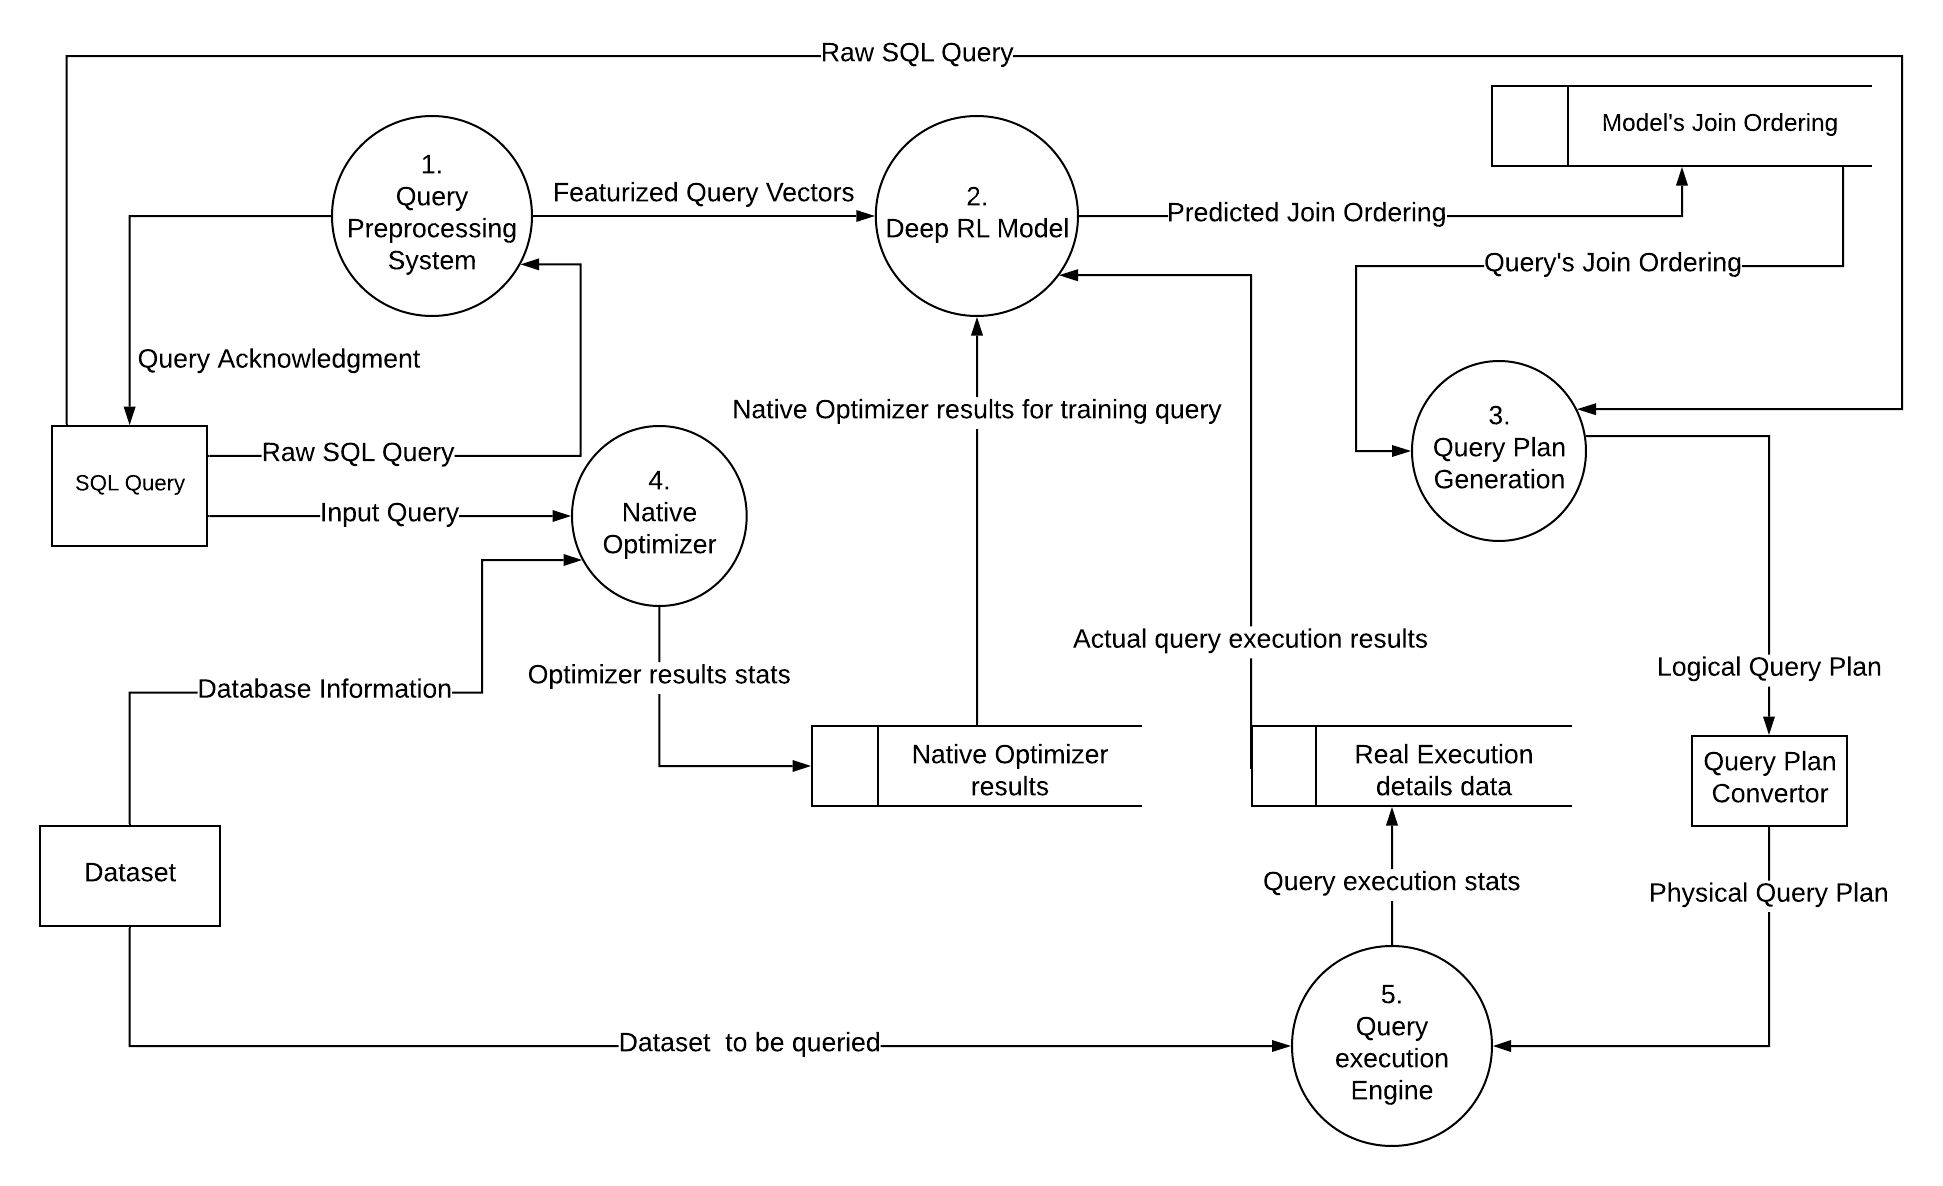 Raw SQL Query
Model's Join Ordering
1.
Query
Preprocessing
System
Featurized Query Vectors
2.
Deep RL Model
Predicted Join Ordering
Query's Join Ordering
Query Acknowledgment
Native Optimizer results for training query
3.
Query Plan
Generation
SQL Query
Raw SQL Query
Input Query
4.
Native
Optimizer
Database Information
Optimizer results stats
Actual query execution results
Logical Query Plan
Native Optimizer
results
Real Execution
details data
Query Plan
Convertor
Dataset
Query execution stats
Physical Query Plan
Dataset  to be queried
5.
Query
execution
Engine